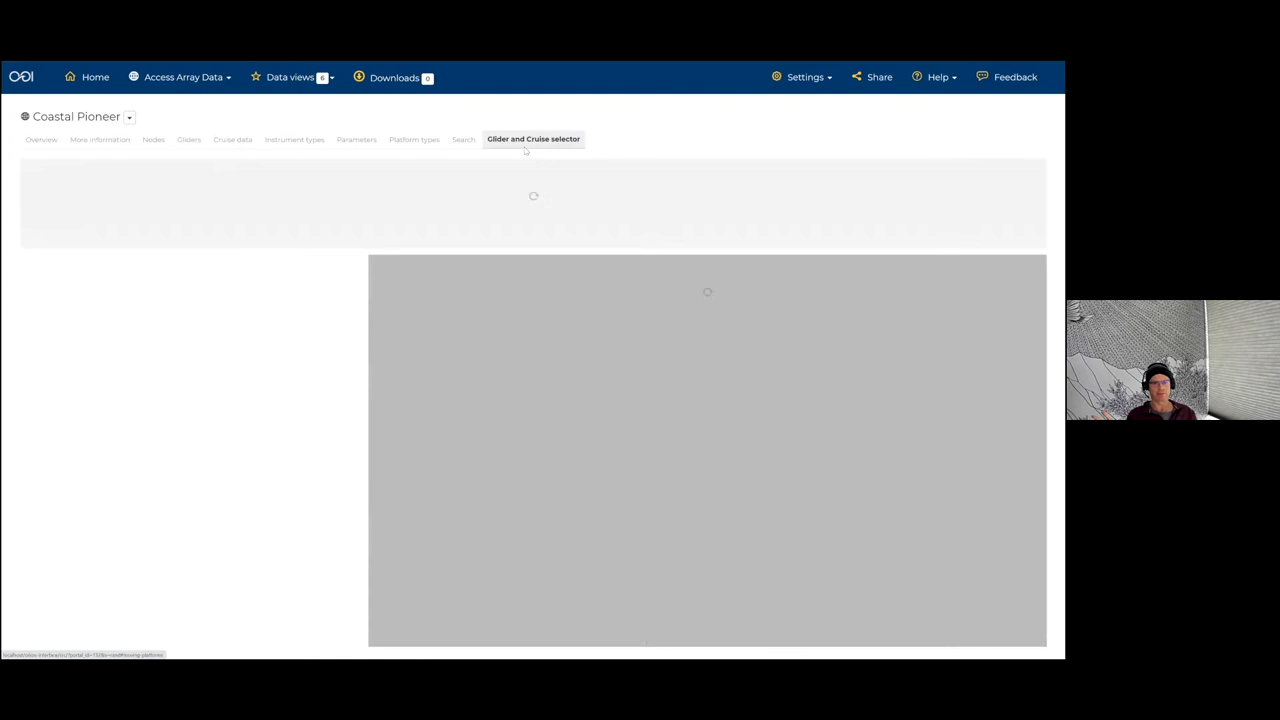 OOI Home Access Array Data Data views 6 Downloads 0 Settings Share Help Feedback
Coastal Pioneer
Overview More information Nodes Gliders Cruise data Instrument types Parameters Platform types Search Glider and Cruise selector